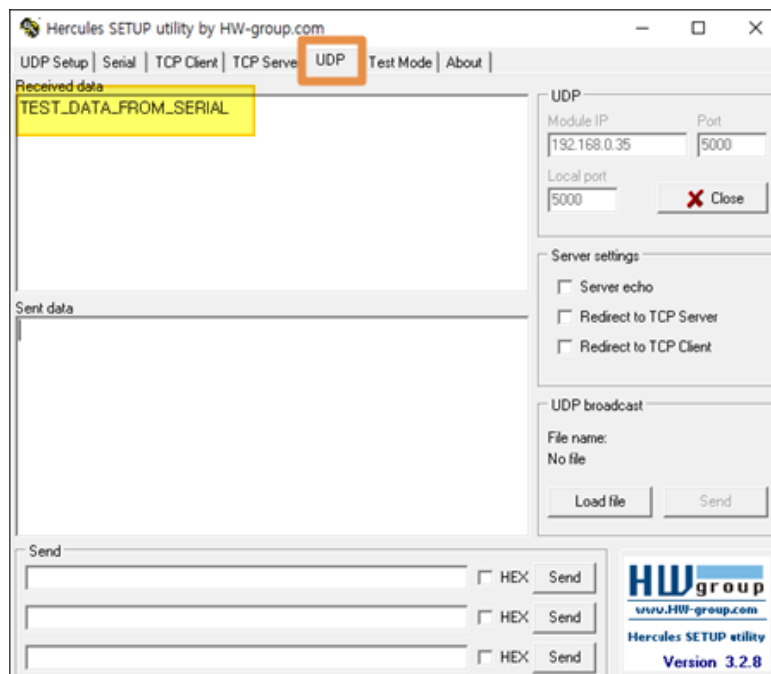 Hercules SETUP utility by HW-group.com
UDP Setup Serial TCP Client TCP Serve UDP Test Mode About
Received data
TEST_DATA_FROM_SERIAL
Sent data
UDP
Module IP Port
192.168.0.35 5000
Local port
5000 Close
Server settings
Server echo
Redirect to TCP Server
Redirect to TCP Client
UDP broadcast
File name:
No file
Load file Send
Send
HEX Send
HEX Send
HEX Send
HW group
www.HW-group.com
Hercules SETUP utility
Version 3.2.8